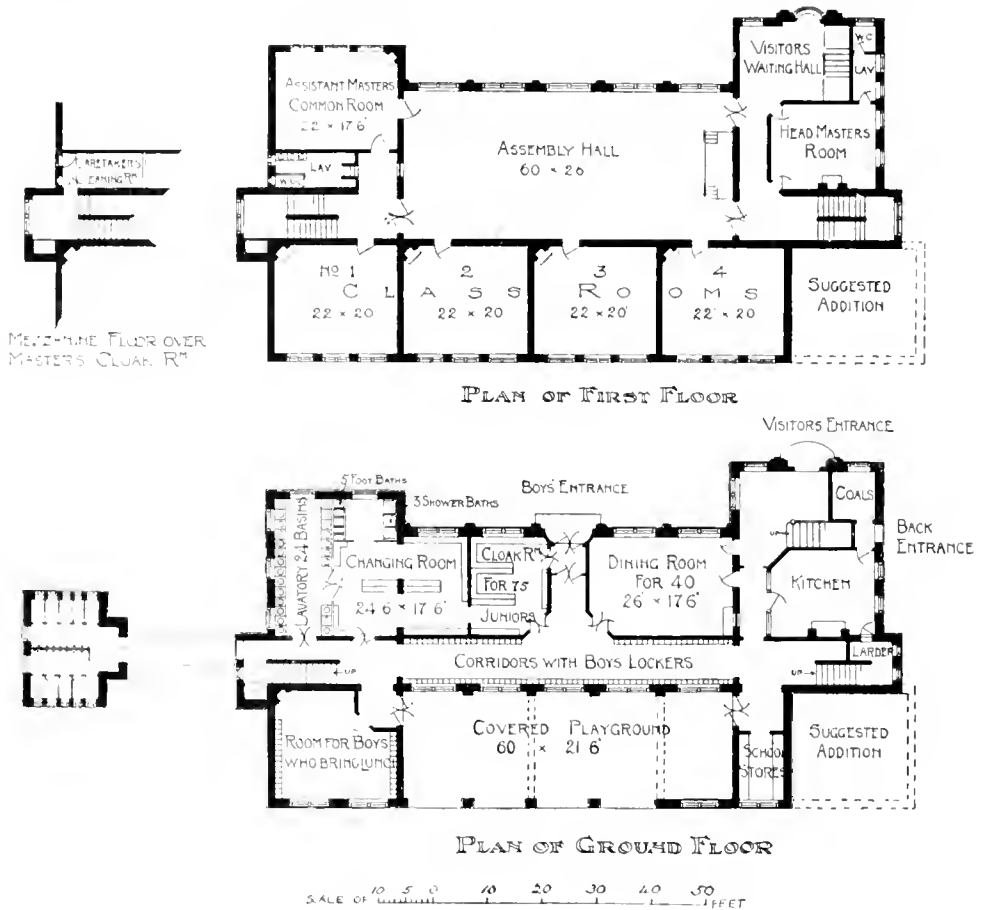 ASSISTANT MASTERS
COMMON ROOM
22 × 17.6'
LAV
W.C.
ASSEMBLY HALL
60 × 26
VISITORS
WAITING HALL
W.C.
LAV
HEAD MASTERS
ROOM
CARETAKERS
CLEANING RM
MEZZANINE FLOOR OVER
MASTERS CLOAK RM
No 1 2 3 4
CLASS ROOMS
22 × 20 22 × 20 22 × 20' 22' × 20
SUGGESTED
ADDITION
PLAN OF FIRST FLOOR
VISITORS ENTRANCE
5 FOOT BATHS
3 SHOWER BATHS
BOYS' ENTRANCE
COALS
BACK
ENTRANCE
LAVATORY 24 BASINS
CHANGING ROOM
24 6 × 17 6'
CLOAK RM
FOR 75
JUNIORS
DINING ROOM
FOR 40
26' × 17 6'
KITCHEN
LARDER
UP
CORRIDORS WITH BOYS LOCKERS
UP
ROOM FOR BOYS
WHO BRING LUNCH
COVERED PLAYGROUND
60 × 21 6'
SCHOOL
STORES
SUGGESTED
ADDITION
PLAN OF GROUND FLOOR
SCALE OF 10 5 0 10 20 30 40 50 FEET